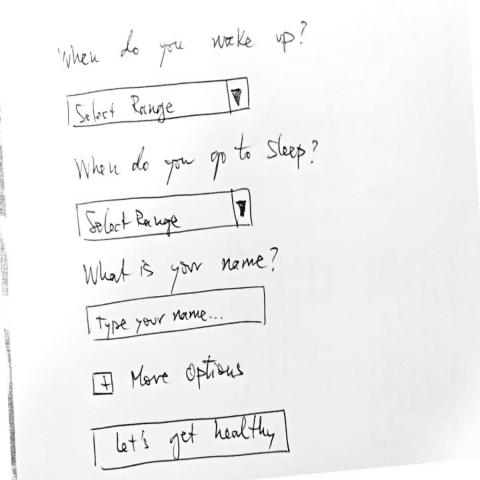 When do you wake up?
Select Range
When do you go to sleep?
Select Range
What is your name?
Type your name...
+ More options
Let's get healthy